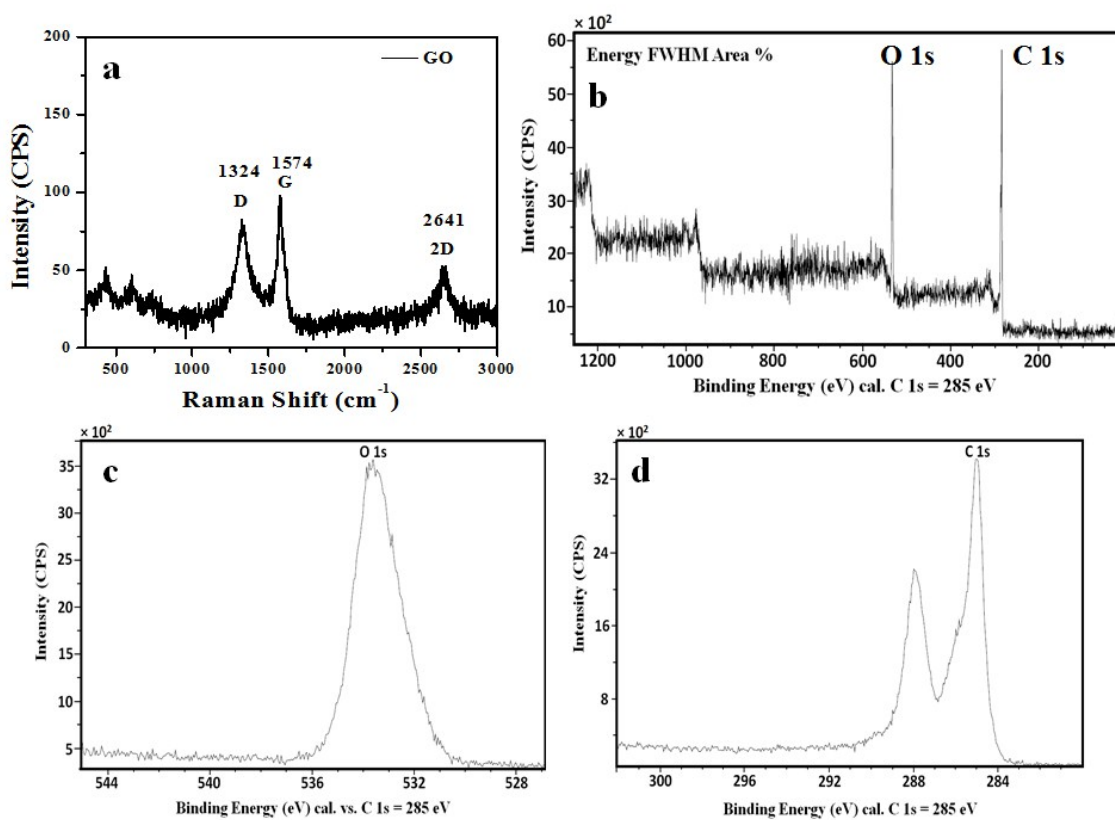 a
GO
1324
D
1574
G
2641
2D
200
150
100
50
0
Intensity (CPS)
500 1000 1500 2000 2500 3000
Raman Shift (cm⁻¹)
× 10²
Energy FWHM Area %
O 1s
C 1s
b
60
50
40
30
20
10
Intensity (CPS)
1200 1000 800 600 400 200
Binding Energy (eV) cal. C 1s = 285 eV
× 10²
c
O 1s
35
30
25
20
15
10
5
Intensity (CPS)
544 540 536 532 528
Binding Energy (eV) cal. vs. C 1s = 285 eV
× 10²
d
C 1s
32
24
16
8
Intensity (CPS)
300 296 292 288 284
Binding Energy (eV) cal. C 1s = 285 eV